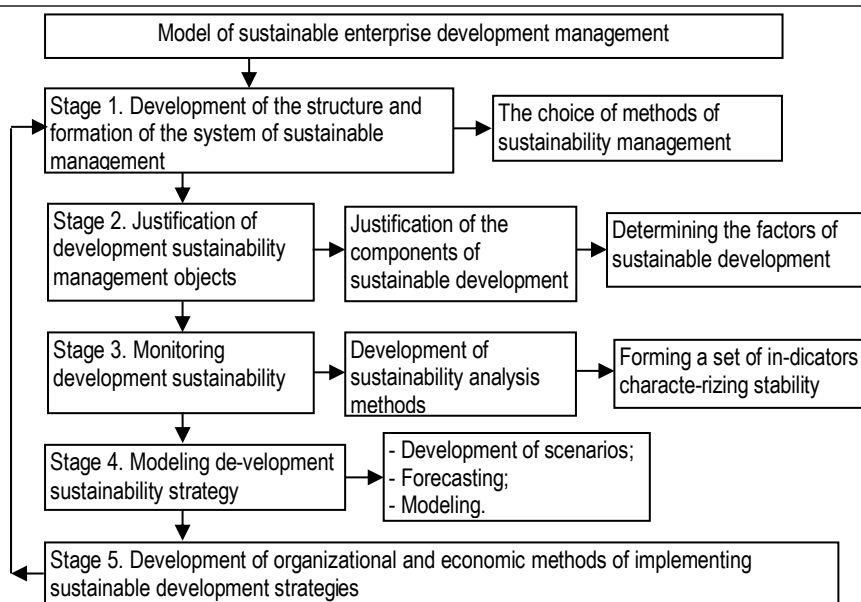 Model of sustainable enterprise development management
Stage 1. Development of the structure and
formation of the system of sustainable
management
The choice of methods of
sustainability management
Stage 2. Justification of
development sustainability
management objects
Justification of the
components of
sustainable development
Determining the factors of
sustainable development
Stage 3. Monitoring
development sustainability
Development of
sustainability analysis
methods
Forming a set of in-dicators
characte-rizing stability
Stage 4. Modeling de-velopment
sustainability strategy
- Development of scenarios;
- Forecasting;
- Modeling.
Stage 5. Development of organizational and economic methods of implementing
sustainable development strategies